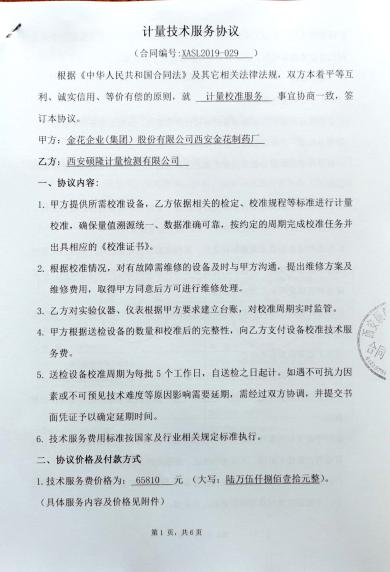 计量技术服务协议
（合同编号:XASL2019-029 ）
根据《中华人民共和国合同法》及其它相关法律法规，双方本着平等互
利、诚实信用、等价有偿的原则，就 计量校准服务 事宜协商一致，签
订本协议。
甲方：金花企业(集团）股份有限公司西安金花制药厂
乙方：西安硕隆计量检测有限公司
一、协议内容:
1. 甲方提供所需校准设备，乙方依据相关的检定、校准规程等标准进行计量
校准，确保量值溯源统一、数据准确可靠，按约定的周期完成校准任务并
出具相应的《校准证书》。
2. 根据校准情况，对有故障需维修的设备及时与甲方沟通，提出维修方案及
维修费用，取得甲方同意后方可进行维修处理。
3. 乙方对实验仪器、仪表根据甲方要求建立台账，对校准周期实时监管。
4. 甲方根据送检设备的数量和校准后的完整性，向乙方支付设备校准技术服
务费。
5. 送检设备校准周期为每批 5 个工作日，自送检之日起计。如遇不可抗力因
素或不可预见技术难度等原因影响需要延期，需经过双方协调，并提交书
面凭证予以确定延期时间。
6. 技术服务费用标准按国家及行业相关规定标准执行。
二、协议价格及付款方式
1. 技术服务费价格为： 65810 元 （大写：陆万伍仟捌佰壹拾元整）。
（具体服务内容及价格见附件）
第 1 页，共 6 页
合同